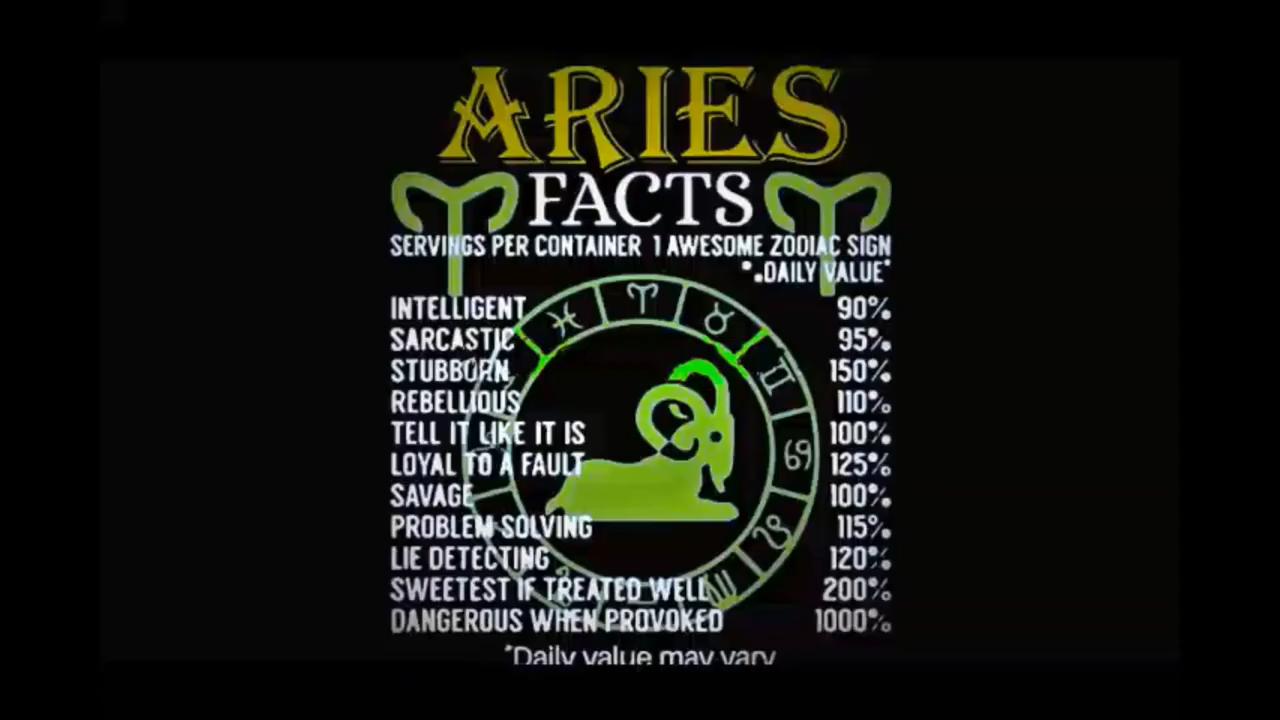 ARIES
FACTS
SERVINGS PER CONTAINER 1 AWESOME ZODIAC SIGN
*.DAILY VALUE*
INTELLIGENT 90%
SARCASTIC 95%
STUBBORN 150%
REBELLIOUS 110%
TELL IT LIKE IT IS 100%
LOYAL TO A FAULT 125%
SAVAGE 100%
PROBLEM SOLVING 115%
LIE DETECTING 120%
SWEETEST IF TREATED WELL 200%
DANGEROUS WHEN PROVOKED 1000%
*Daily value may vary